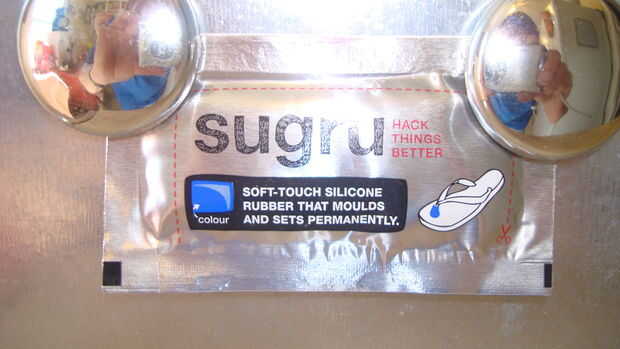 sugru
HACK
THINGS
BETTER
colour
SOFT-TOUCH SILICONE
RUBBER THAT MOULDS
AND SETS PERMANENTLY.